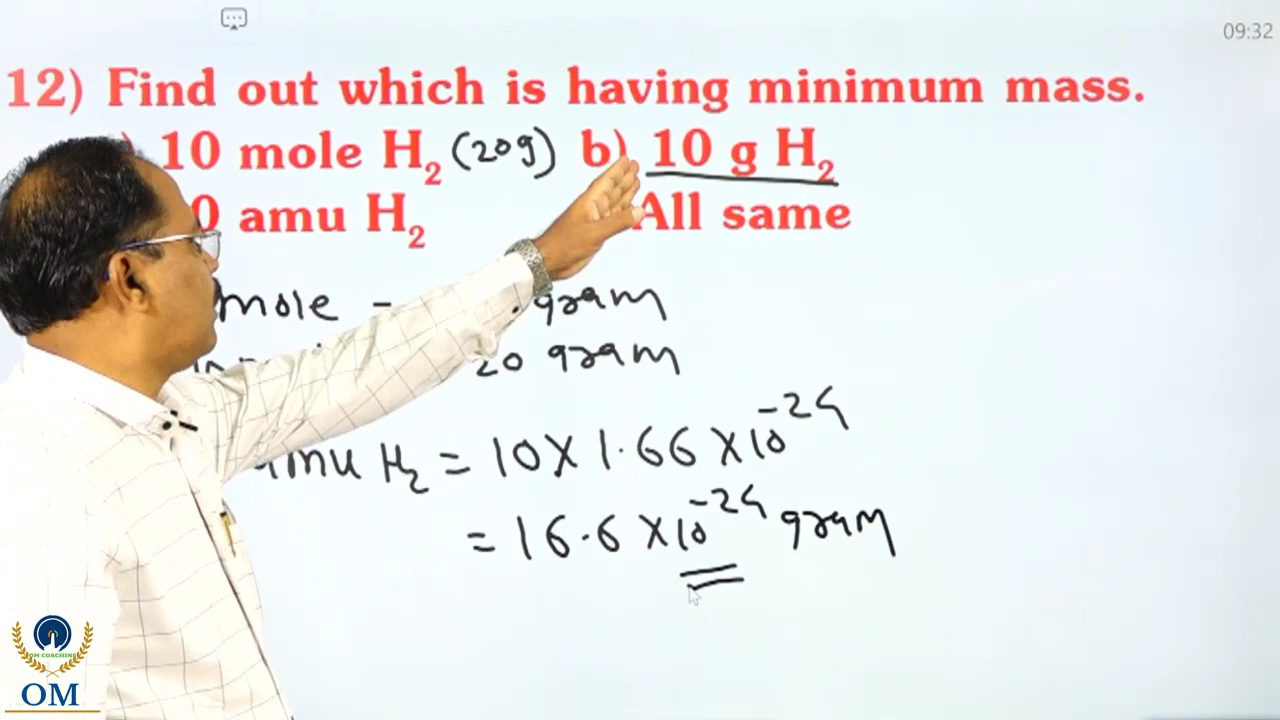 09:32
12) Find out which is having minimum mass.
) 10 mole H₂ (20g) b) 10 g H₂
0 amu H₂ All same
mole - gram
20 gram
amu H₂ = 10 X 1.66 X 10⁻²⁴
= 16.6 X 10⁻²⁴ gram
OM COACHING
OM